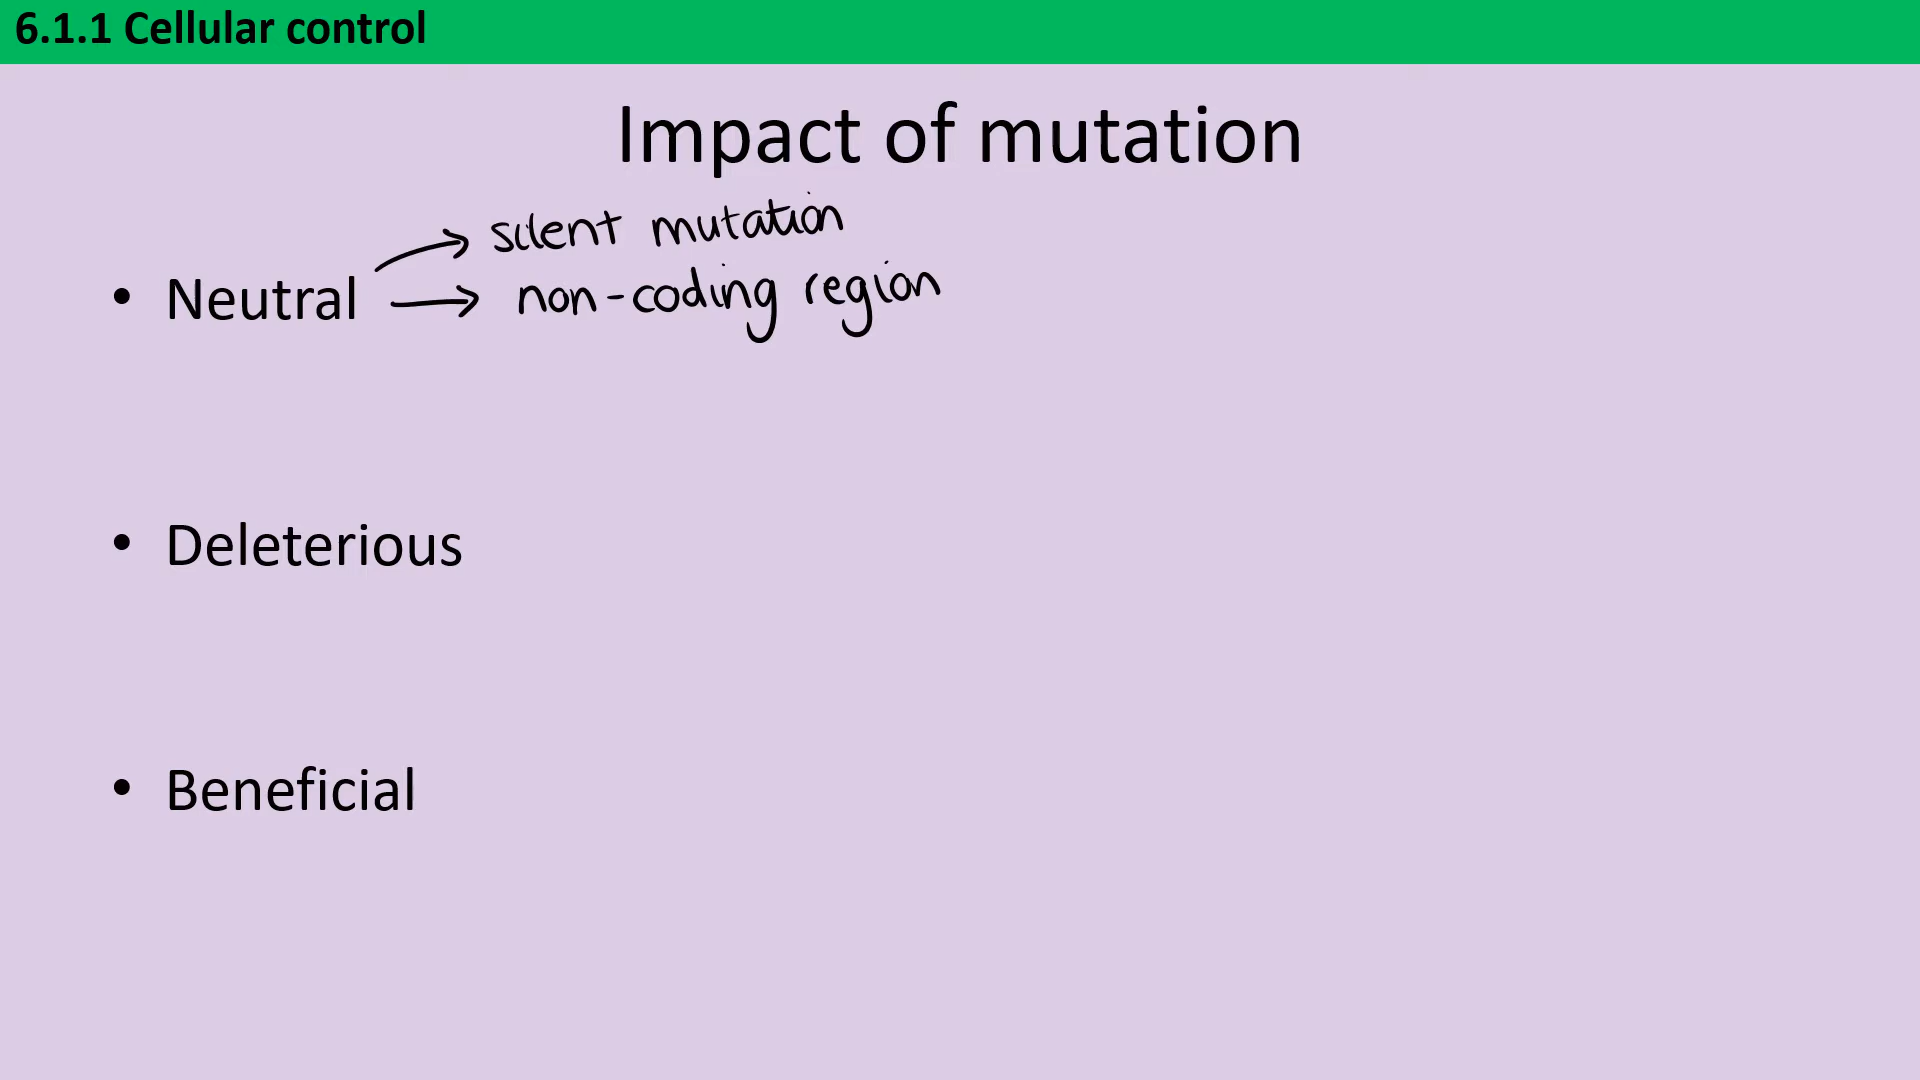 6.1.1 Cellular control
Impact of mutation
silent mutation
• Neutral
non-coding region
• Deleterious
• Beneficial